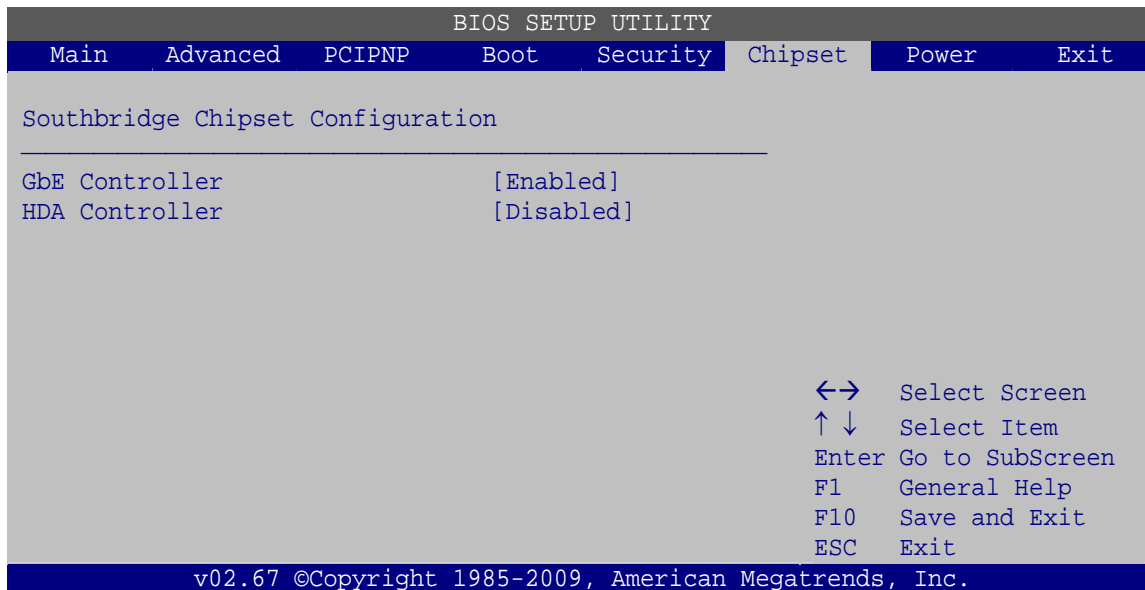 BIOS SETUP UTILITY
Main Advanced PCIPNP Boot Security Chipset Power Exit
Southbridge Chipset Configuration
GbE Controller [Enabled]
HDA Controller [Disabled]
←→ Select Screen
↑ ↓ Select Item
Enter Go to SubScreen
F1 General Help
F10 Save and Exit
ESC Exit
v02.67 ©Copyright 1985-2009, American Megatrends, Inc.